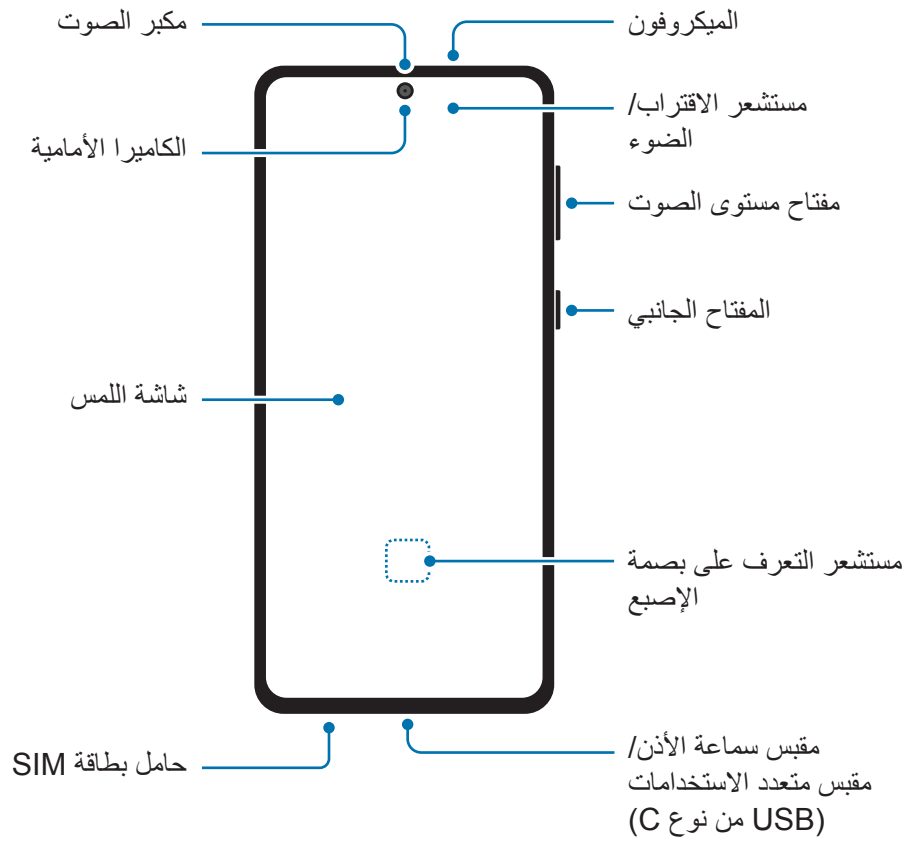 الميكروفون
مكبر الصوت
مستشعر الاقتراب/
الضوء
الكاميرا الأمامية
مفتاح مستوى الصوت
المفتاح الجانبي
شاشة اللمس
مستشعر التعرف على بصمة
الإصبع
مقبس سماعة الأذن/
مقبس متعدد الاستخدامات
(USB من نوع C)
حامل بطاقة SIM